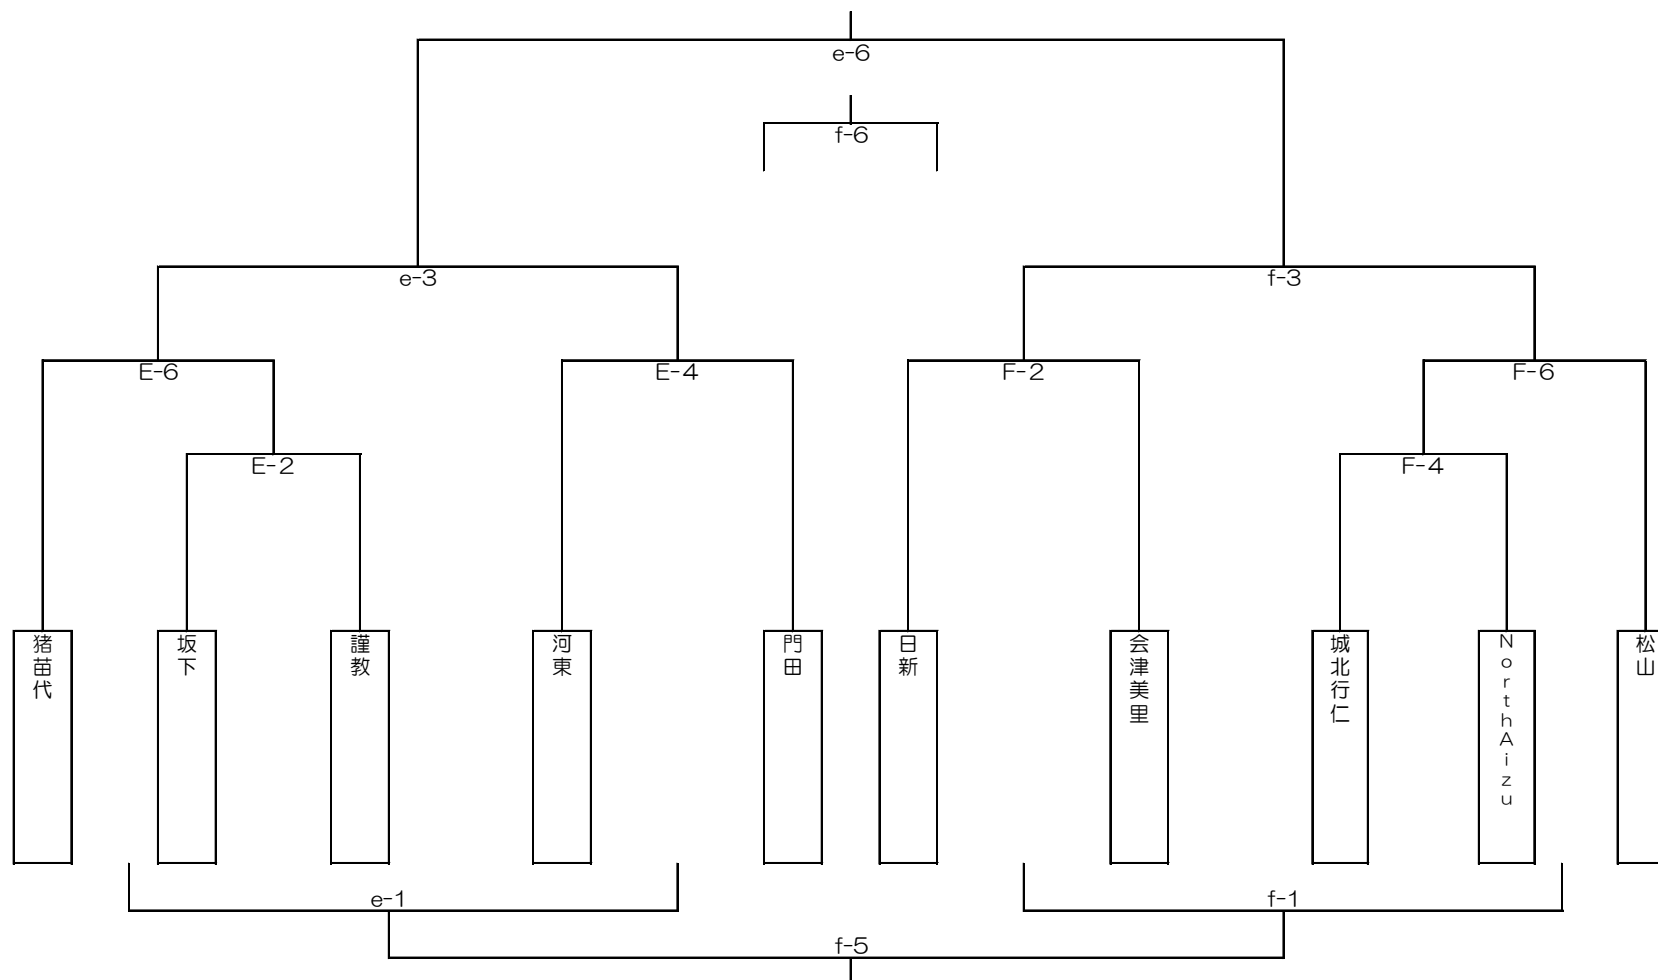 e-6
f-6
e-3
f-3
E-6
E-4
F-2
F-6
E-2
F-4
猪苗代
坂下
謹教
河東
門田
日新
会津美里
城北行仁
NorthAizu
松山
e-1
f-1
f-5